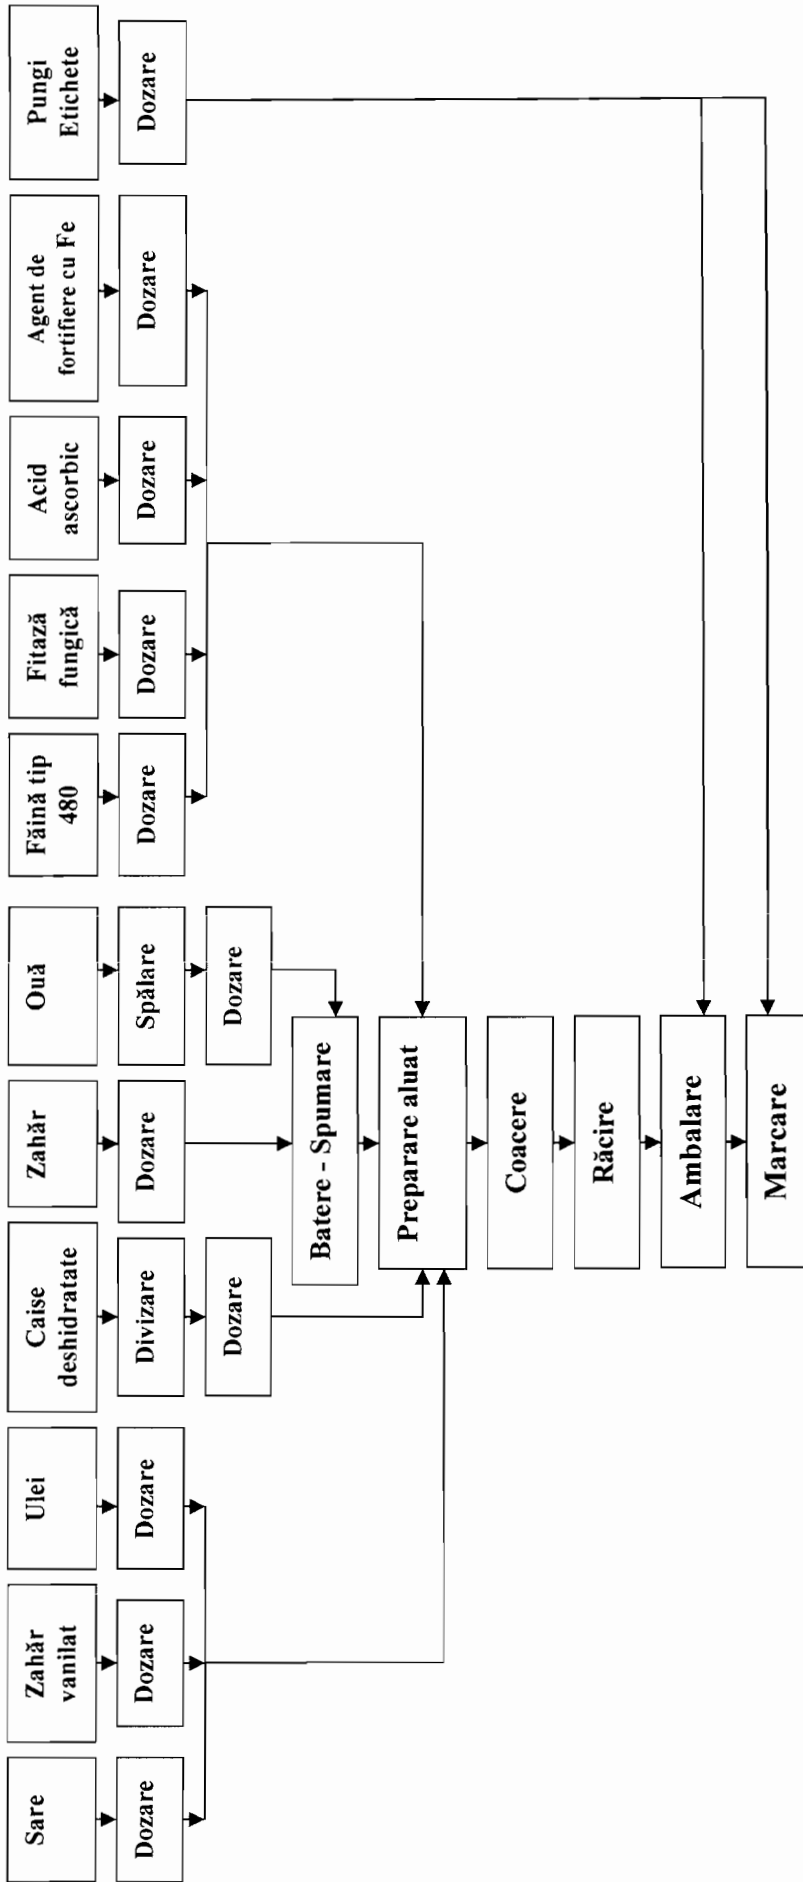 Sare
Zahăr
vanilat
Ulei
Caise
deshidratate
Zahăr
Ouă
Făină tip
480
Fitază
fungică
Acid
ascorbic
Agent de
fortifiere cu Fe
Pungi
Etichete
Dozare
Dozare
Dozare
Divizare
Dozare
Spălare
Dozare
Dozare
Dozare
Dozare
Dozare
Dozare
Dozare
Batere - Spumare
Preparare aluat
Coacere
Răcire
Ambalare
Marcare